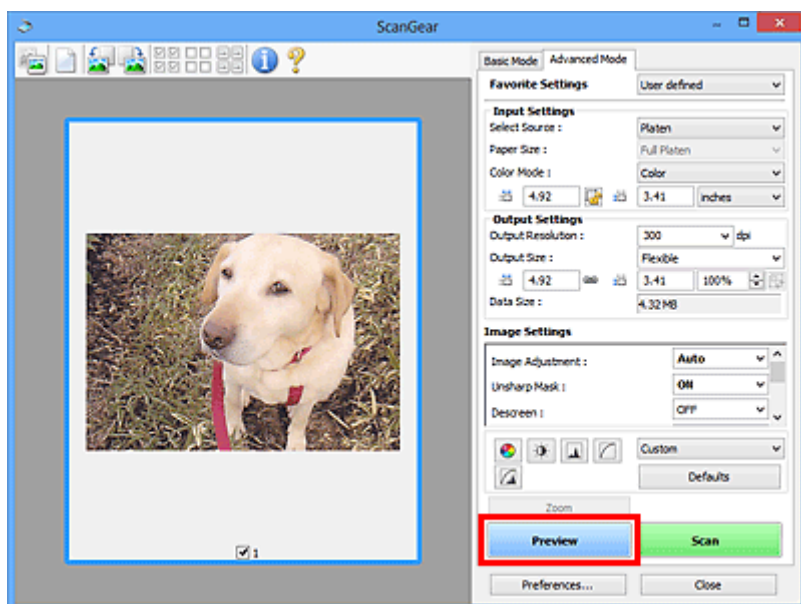 ScanGear
Basic Mode Advanced Mode
Favorite Settings User defined
Input Settings
Select Source : Platen
Paper Size : Full Platen
Color Mode : Color
4.92 3.41 inches
Output Settings
Output Resolution : 300 dpi
Output Size : Flexible
4.92 3.41 100%
Data Size : 4.32 MB
Image Settings
Image Adjustment : Auto
Unsharp Mask : ON
Descreen : OFF
Custom
Defaults
Zoom
Preview Scan
1
Preferences... Close